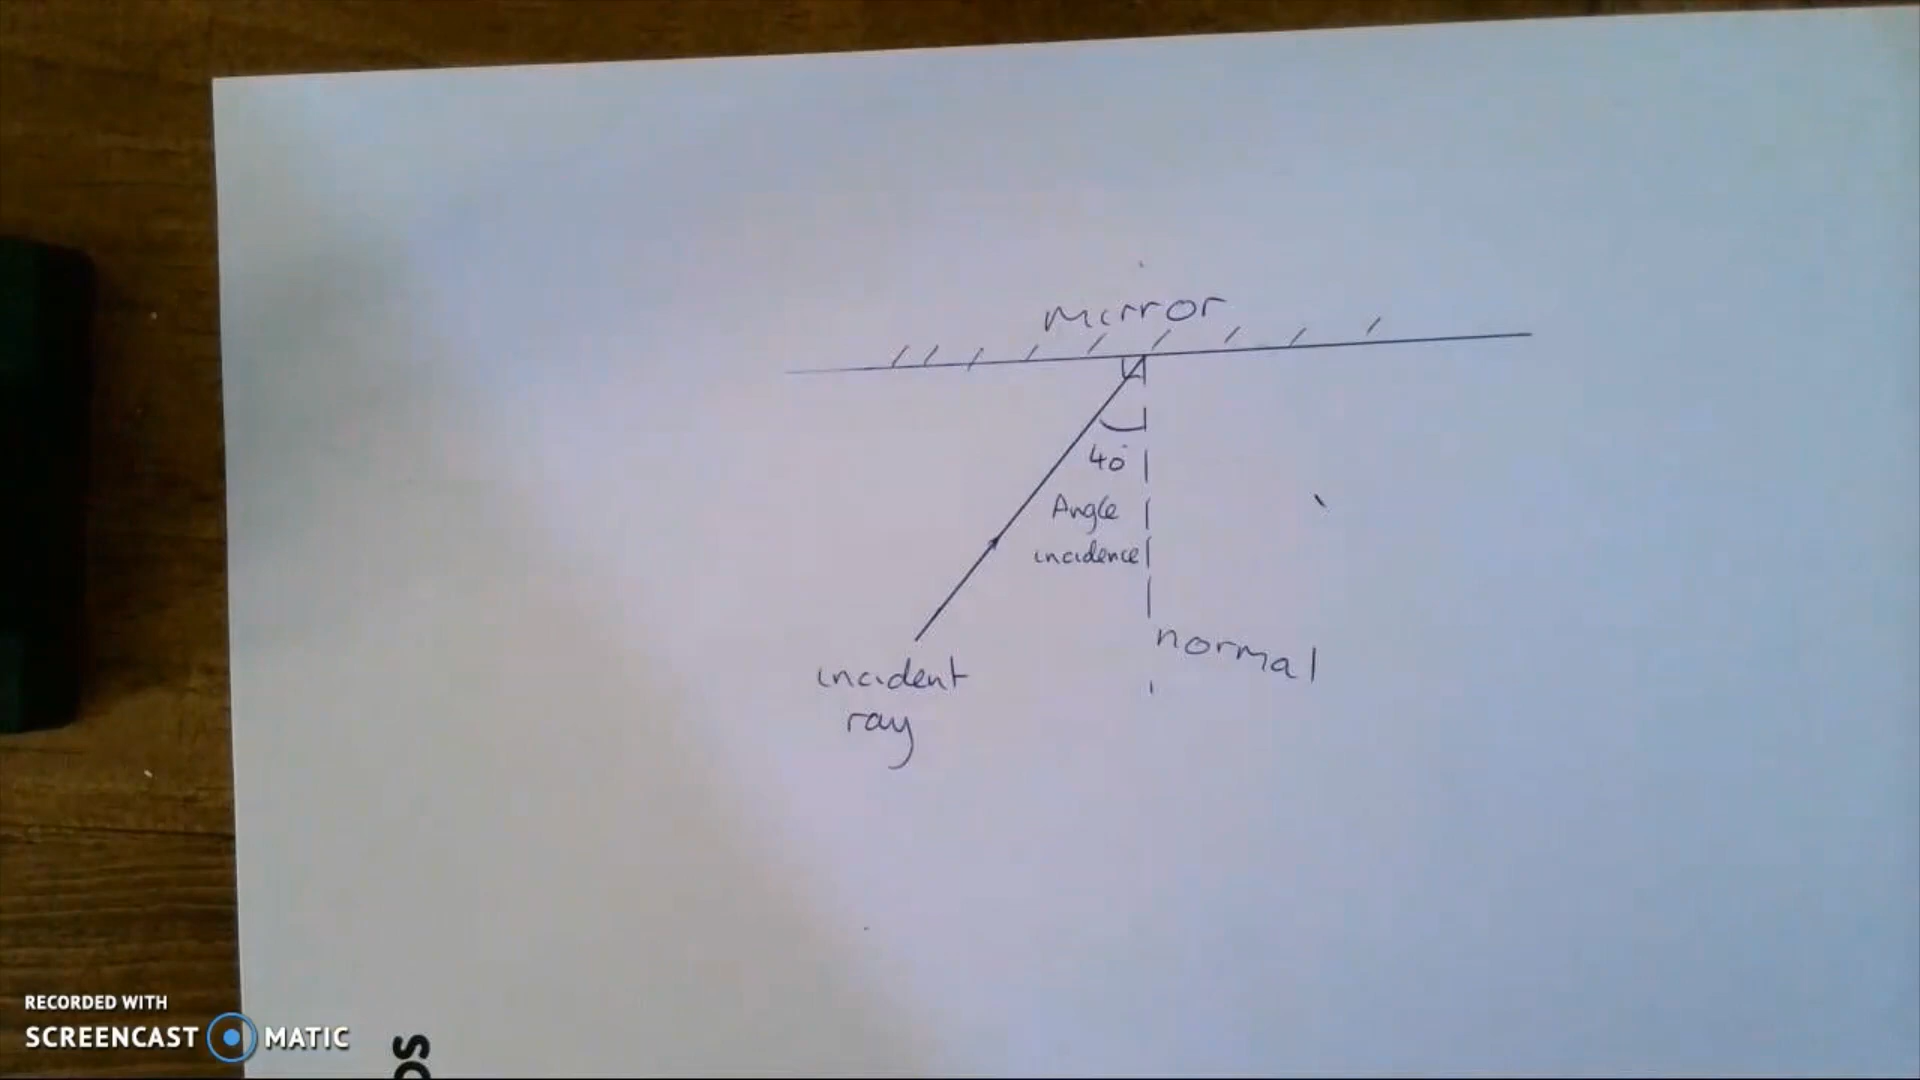 Mirror
40°
Angle
incidence
normal
incident
ray
RECORDED WITH
SCREENCAST MATIC